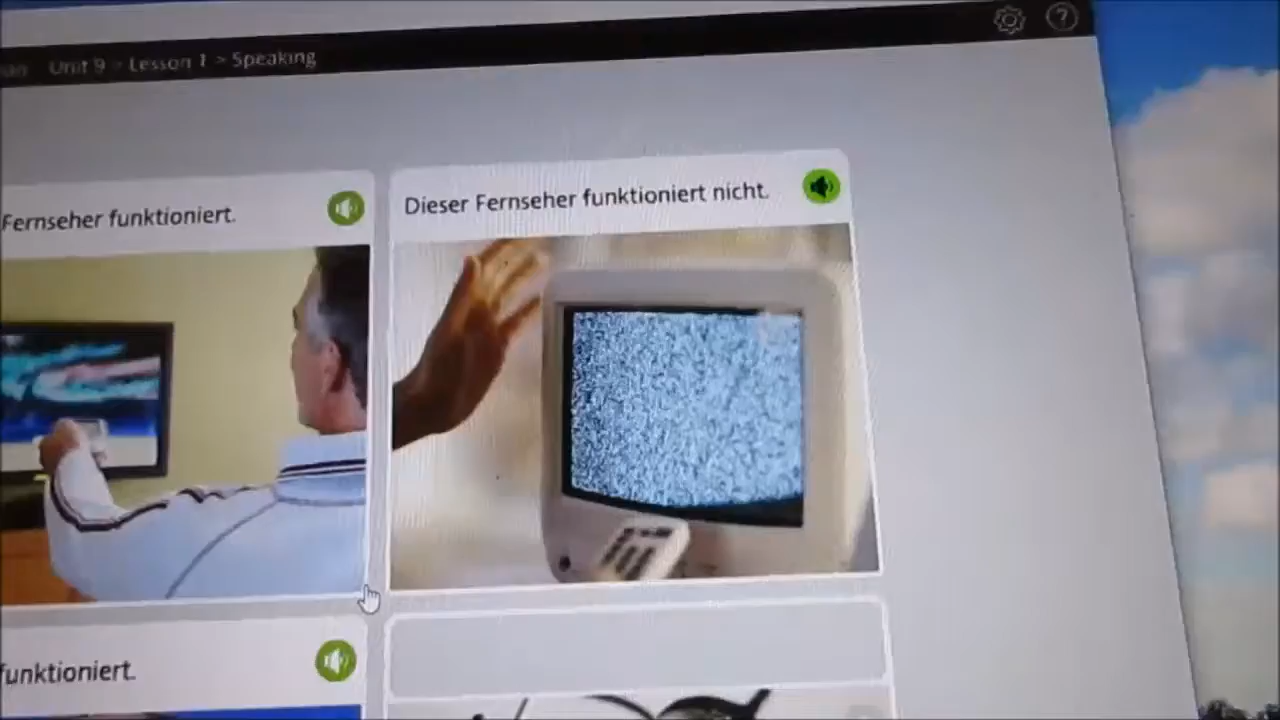 Unit 9 > Lesson 1 > Speaking
?
Fernseher funktioniert.
Dieser Fernseher funktioniert nicht.
funktioniert.